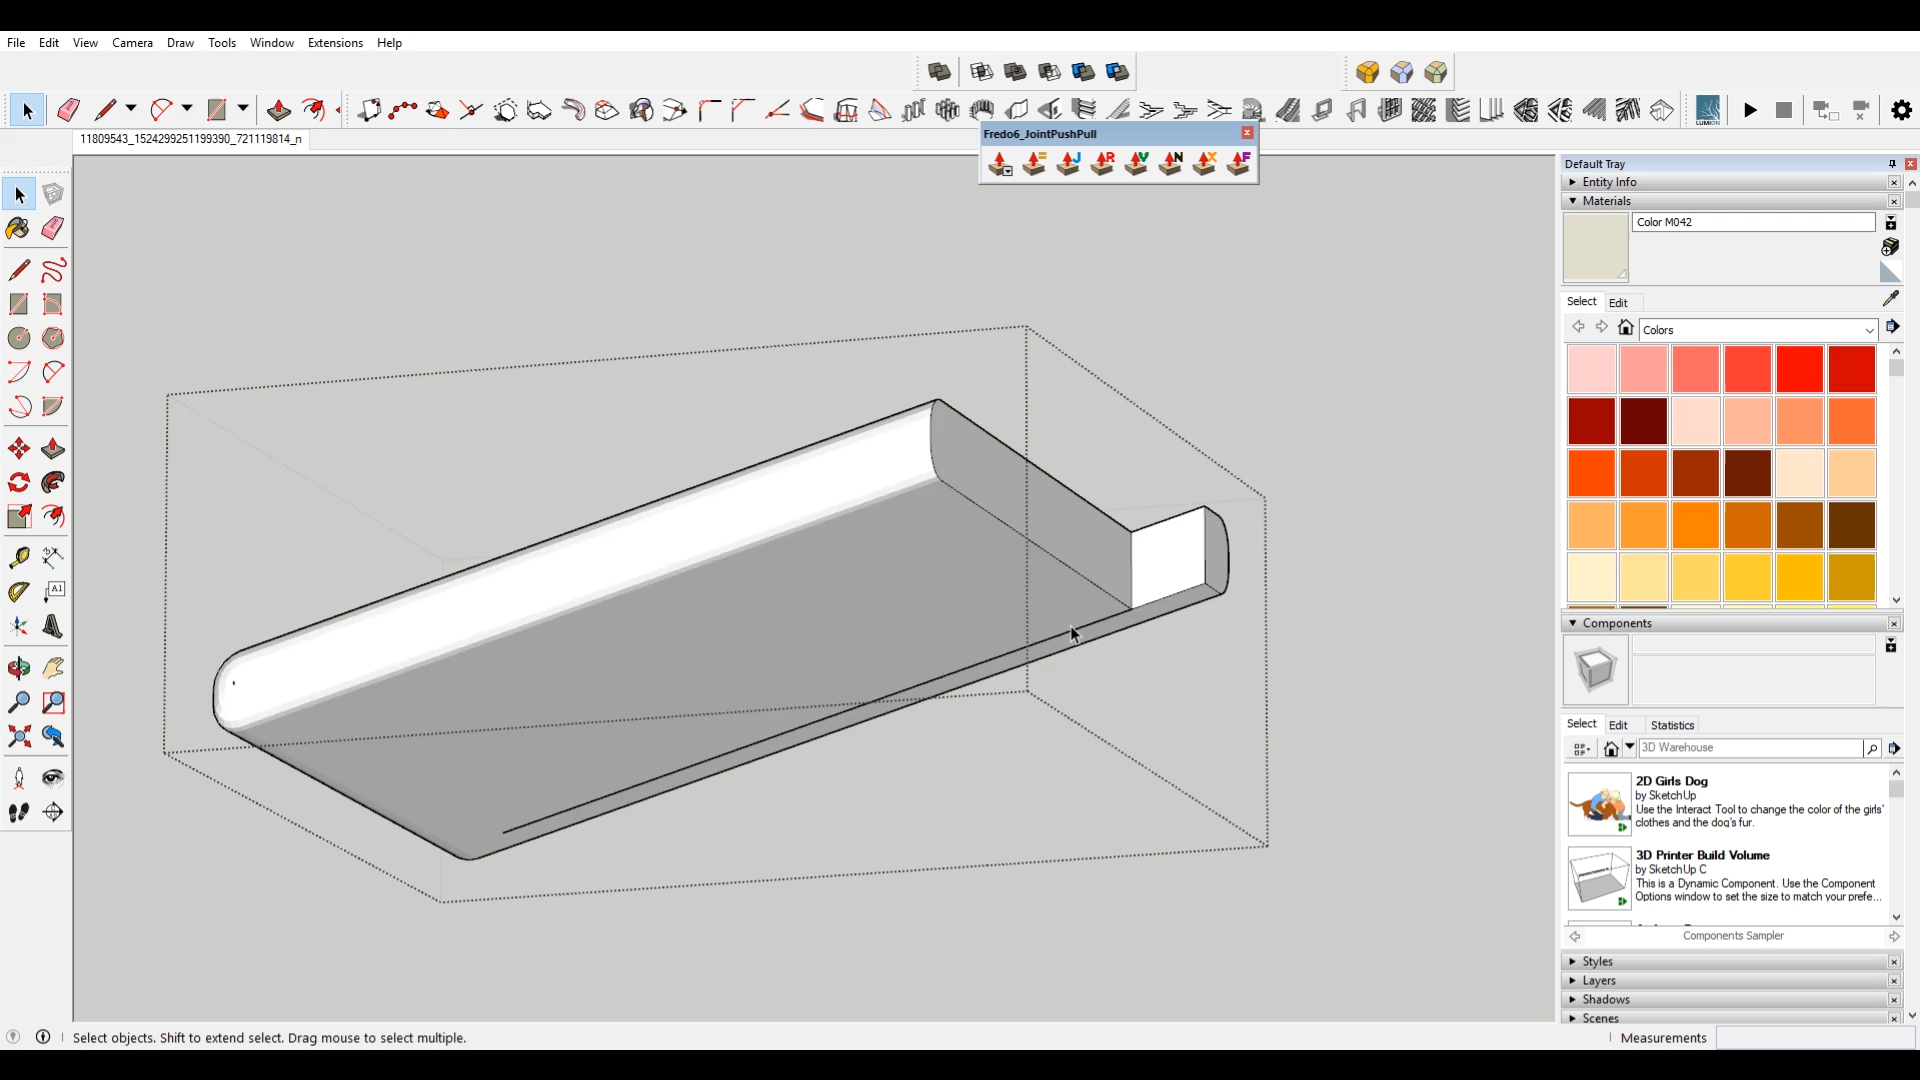 File Edit View Camera Draw Tools Window Extensions Help
LUMION
11809543_1524299251199390_721119814_n
Fredo6_JointPushPull
J R V N X F
Default Tray
Entity Info
Materials
Color M042
Select Edit
Colors
A1
Components
Select Edit Statistics
3D Warehouse
2D Girls Dog
by SketchUp
Use the Interact Tool to change the color of the girls'
clothes and the dog's fur.
3D Printer Build Volume
by SketchUp C
This is a Dynamic Component. Use the Component
Options window to set the size to match your prefe...
Components Sampler
Styles
Layers
Shadows
Scenes
Select objects. Shift to extend select. Drag mouse to select multiple.
Measurements